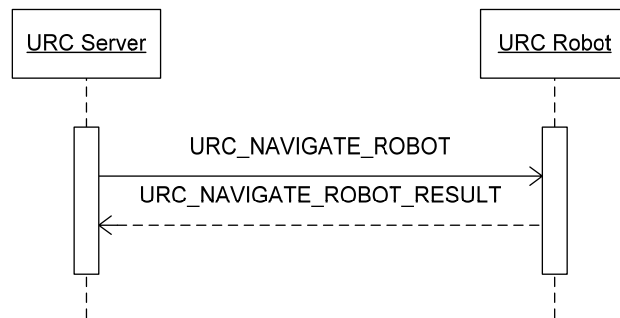 URC Server
URC Robot
URC_NAVIGATE_ROBOT
URC_NAVIGATE_ROBOT_RESULT